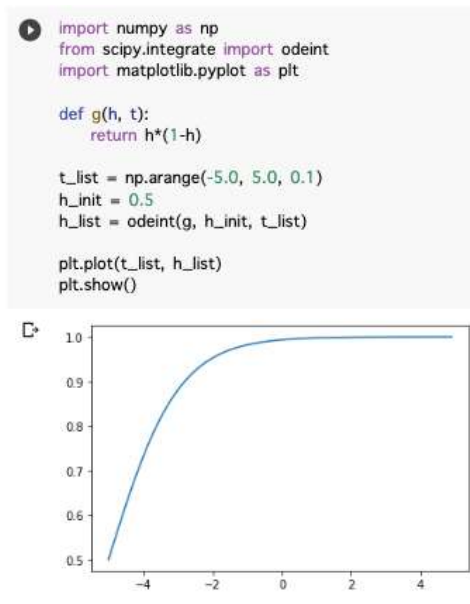 import numpy as np
from scipy.integrate import odeint
import matplotlib.pyplot as plt
def g(h, t):
return h*(1-h)
t_list = np.arange(-5.0, 5.0, 0.1)
h_init = 0.5
h_list = odeint(g, h_init, t_list)
plt.plot(t_list, h_list)
plt.show()
1.0
0.9
0.8
0.7
0.6
0.5
−4 −2 0 2 4